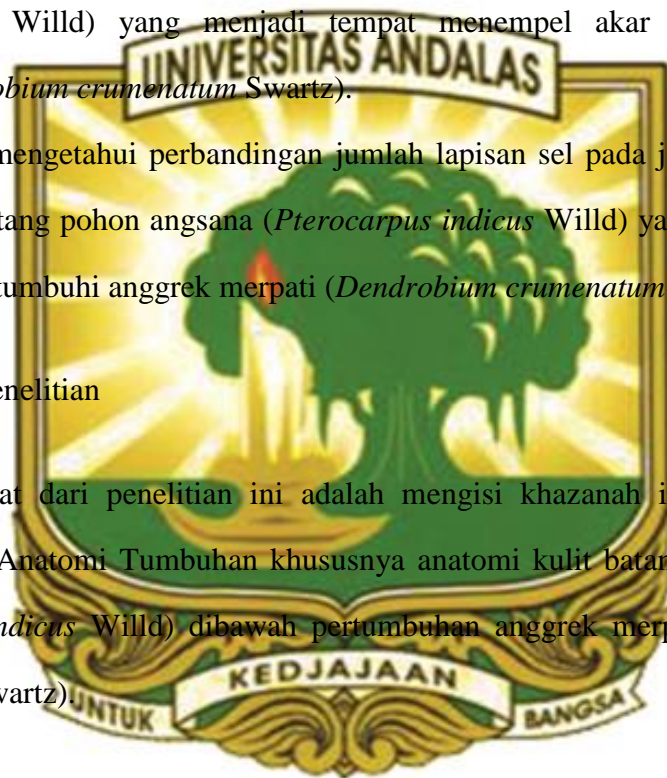 Willd) yang menjadi tempat menempel akar
UNIVERSITAS ANDALAS
obium crumenatum Swartz).
mengetahui perbandingan jumlah lapisan sel pada
tang pohon angsana (Pterocarpus indicus Willd)
tumbuhi anggrek merpati (Dendrobium crumenatum
enelitian
at dari penelitian ini adalah mengisi khazanah
Anatomi Tumbuhan khususnya anatomi kulit batan
ndicus Willd) dibawah pertumbuhan anggrek merp
wartz).
KEDJAJAAN
UNTUK BANGSA